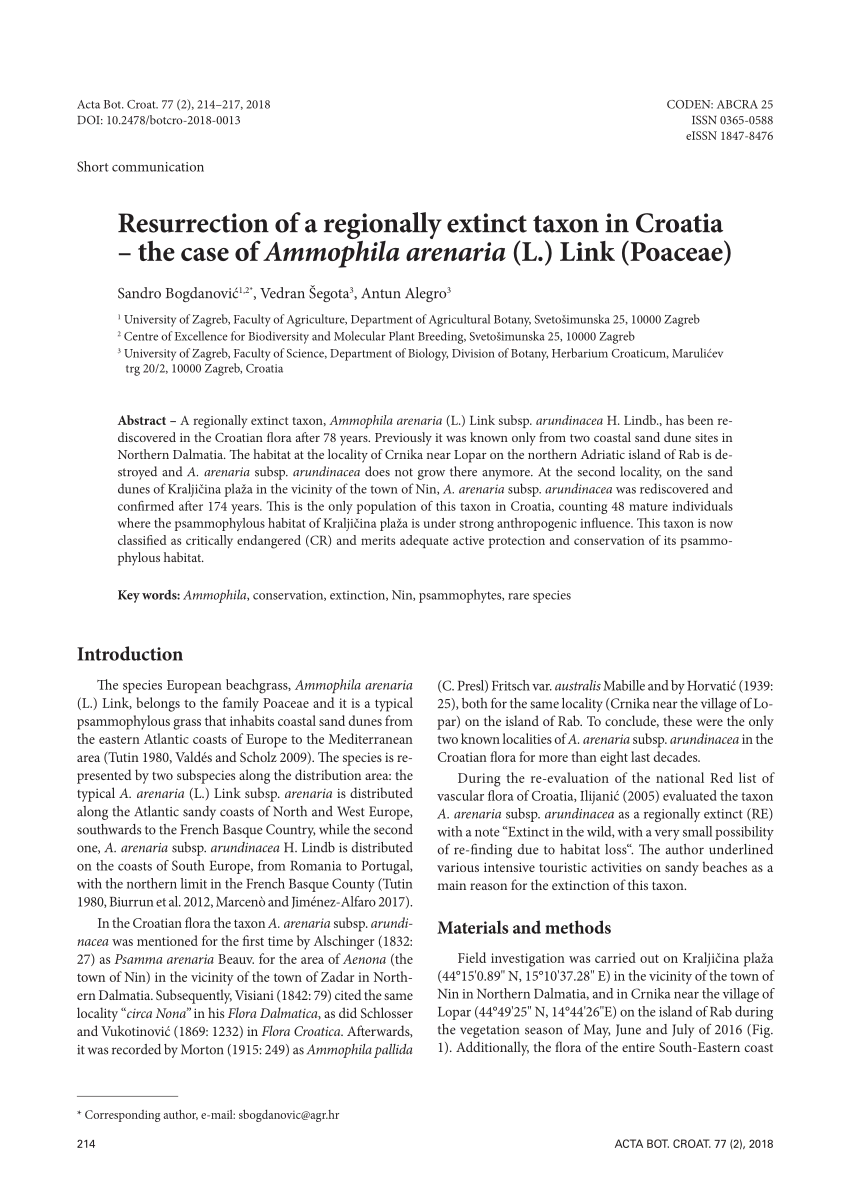 Acta Bot. Croat. 77 (2), 214–217, 2018
DOI: 10.2478/botcro-2018-0013
CODEN: ABCRA 25
ISSN 0365-0588
eISSN 1847-8476
Short communication
Resurrection of a regionally extinct taxon in Croatia
– the case of Ammophila arenaria (L.) Link (Poaceae)
Sandro Bogdanović1,2*, Vedran Šegota3, Antun Alegro3
1 University of Zagreb, Faculty of Agriculture, Department of Agricultural Botany, Svetošimunska 25, 10000 Zagreb
2 Centre of Excellence for Biodiversity and Molecular Plant Breeding, Svetošimunska 25, 10000 Zagreb
3 University of Zagreb, Faculty of Science, Department of Biology, Division of Botany, Herbarium Croaticum, Marulićev
trg 20/2, 10000 Zagreb, Croatia
Abstract – A regionally extinct taxon, Ammophila arenaria (L.) Link subsp. arundinacea H. Lindb., has been re-
discovered in the Croatian flora after 78 years. Previously it was known only from two coastal sand dune sites in
Northern Dalmatia. The habitat at the locality of Crnika near Lopar on the northern Adriatic island of Rab is de-
stroyed and A. arenaria subsp. arundinacea does not grow there anymore. At the second locality, on the sand
dunes of Kraljičina plaža in the vicinity of the town of Nin, A. arenaria subsp. arundinacea was rediscovered and
confirmed after 174 years. This is the only population of this taxon in Croatia, counting 48 mature individuals
where the psammophylous habitat of Kraljičina plaža is under strong anthropogenic influence. This taxon is now
classified as critically endangered (CR) and merits adequate active protection and conservation of its psammo-
phylous habitat.
Key words: Ammophila, conservation, extinction, Nin, psammophytes, rare species
Introduction
The species European beachgrass, Ammophila arenaria
(L.) Link, belongs to the family Poaceae and it is a typical
psammophylous grass that inhabits coastal sand dunes from
the eastern Atlantic coasts of Europe to the Mediterranean
area (Tutin 1980, Valdés and Scholz 2009). The species is re-
presented by two subspecies along the distribution area: the
typical A. arenaria (L.) Link subsp. arenaria is distributed
along the Atlantic sandy coasts of North and West Europe,
southwards to the French Basque Country, while the second
one, A. arenaria subsp. arundinacea H. Lindb is distributed
on the coasts of South Europe, from Romania to Portugal,
with the northern limit in the French Basque County (Tutin
1980, Biurrun et al. 2012, Marcenò and Jiménez-Alfaro 2017).
In the Croatian flora the taxon A. arenaria subsp. arundi-
nacea was mentioned for the first time by Alschinger (1832:
27) as Psamma arenaria Beauv. for the area of Aenona (the
town of Nin) in the vicinity of the town of Zadar in North-
ern Dalmatia. Subsequently, Visiani (1842: 79) cited the same
locality "circa Nona" in his Flora Dalmatica, as did Schlosser
and Vukotinović (1869: 1232) in Flora Croatica. Afterwards,
it was recorded by Morton (1915: 249) as Ammophila pallida
(C. Presl) Fritsch var. australis Mabille and by Horvatić (1939:
25), both for the same locality (Crnika near the village of Lo-
par) on the island of Rab. To conclude, these were the only
two known localities of A. arenaria subsp. arundinacea in the
Croatian flora for more than eight last decades.
During the re-evaluation of the national Red list of
vascular flora of Croatia, Ilijanić (2005) evaluated the taxon
A. arenaria subsp. arundinacea as a regionally extinct (RE)
with a note "Extinct in the wild, with a very small possibility
of re-finding due to habitat loss“. The author underlined
various intensive touristic activities on sandy beaches as a
main reason for the extinction of this taxon.
Materials and methods
Field investigation was carried out on Kraljičina plaža
(44°15'0.89" N, 15°10'37.28" E) in the vicinity of the town of
Nin in Northern Dalmatia, and in Crnika near the village of
Lopar (44°49'25" N, 14°44'26"E) on the island of Rab during
the vegetation season of May, June and July of 2016 (Fig.
1). Additionally, the flora of the entire South-Eastern coast
* Corresponding author, e-mail: sbogdanovic@agr.hr
214
ACTA BOT. CROAT. 77 (2), 2018